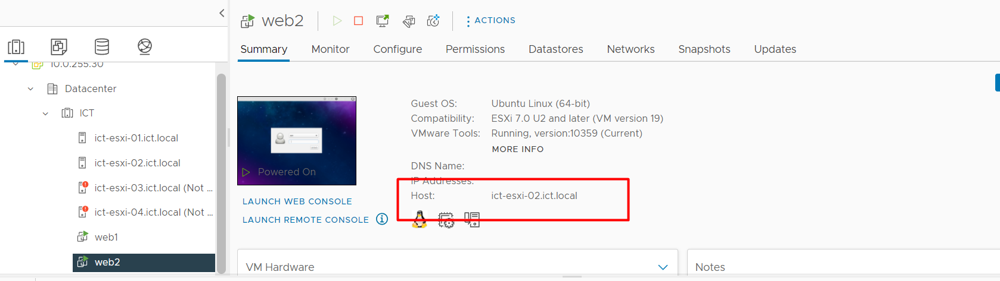 web2
ACTIONS
Summary Monitor Configure Permissions Datastores Networks Snapshots Updates
10.0.255.30
Datacenter
ICT
ict-esxi-01.ict.local
ict-esxi-02.ict.local
ict-esxi-03.ict.local (Not ...
ict-esxi-04.ict.local (Not ...
web1
web2
Powered On
LAUNCH WEB CONSOLE
LAUNCH REMOTE CONSOLE
Guest OS: Ubuntu Linux (64-bit)
Compatibility: ESXi 7.0 U2 and later (VM version 19)
VMware Tools: Running, version:10359 (Current)
MORE INFO
DNS Name:
IP Addresses:
Host: ict-esxi-02.ict.local
VM Hardware
Notes